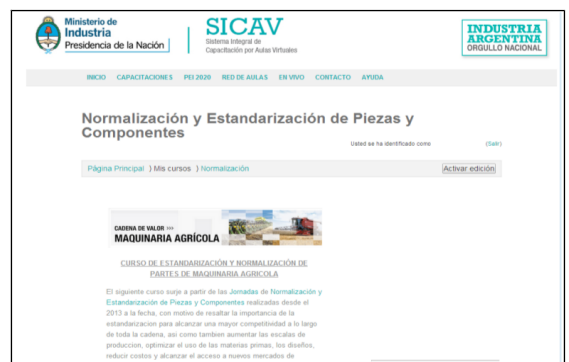 Ministerio de
Industria
Presidencia de la Nación
SICAV
Sistema Integral de
Capacitación por Aulas Virtuales
INDUSTRIA
ARGENTINA
ORGULLO NACIONAL
INICIO CAPACITACIONES PEI 2020 RED DE AULAS EN VIVO CONTACTO AYUDA
Normalización y Estandarización de Piezas y
Componentes
Usted se ha identificado como (Salir)
Página Principal ) Mis cursos ) Normalización
Activar edición
CADENA DE VALOR >>>
MAQUINARIA AGRÍCOLA
CURSO DE ESTANDARIZACIÓN Y NORMALIZACIÓN DE
PARTES DE MAQUINARIA AGRICOLA
El siguiente curso surje a partir de las Jornadas de Normalización y
Estandarización de Piezas y Componentes realizadas desde el
2013 a la fecha, con motivo de resaltar la importancia de la
estandarizacion para alcanzar una mayor competitividad a lo largo
de toda la cadena, asi como tambien aumentar las escalas de
produccion, optimizar el uso de las materias primas, los diseños,
reducir costos y alcanzar el acceso a nuevos mercados de